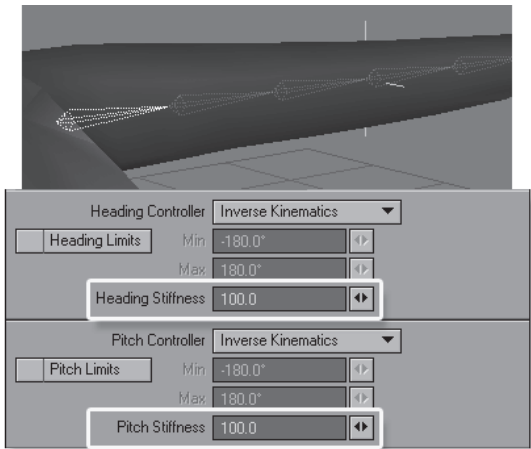 Heading Controller Inverse Kinematics
Heading Limits Min -180.0°
Max 180.0°
Heading Stiffness 100.0
Pitch Controller Inverse Kinematics
Pitch Limits Min -180.0°
Max 180.0°
Pitch Stiffness 100.0